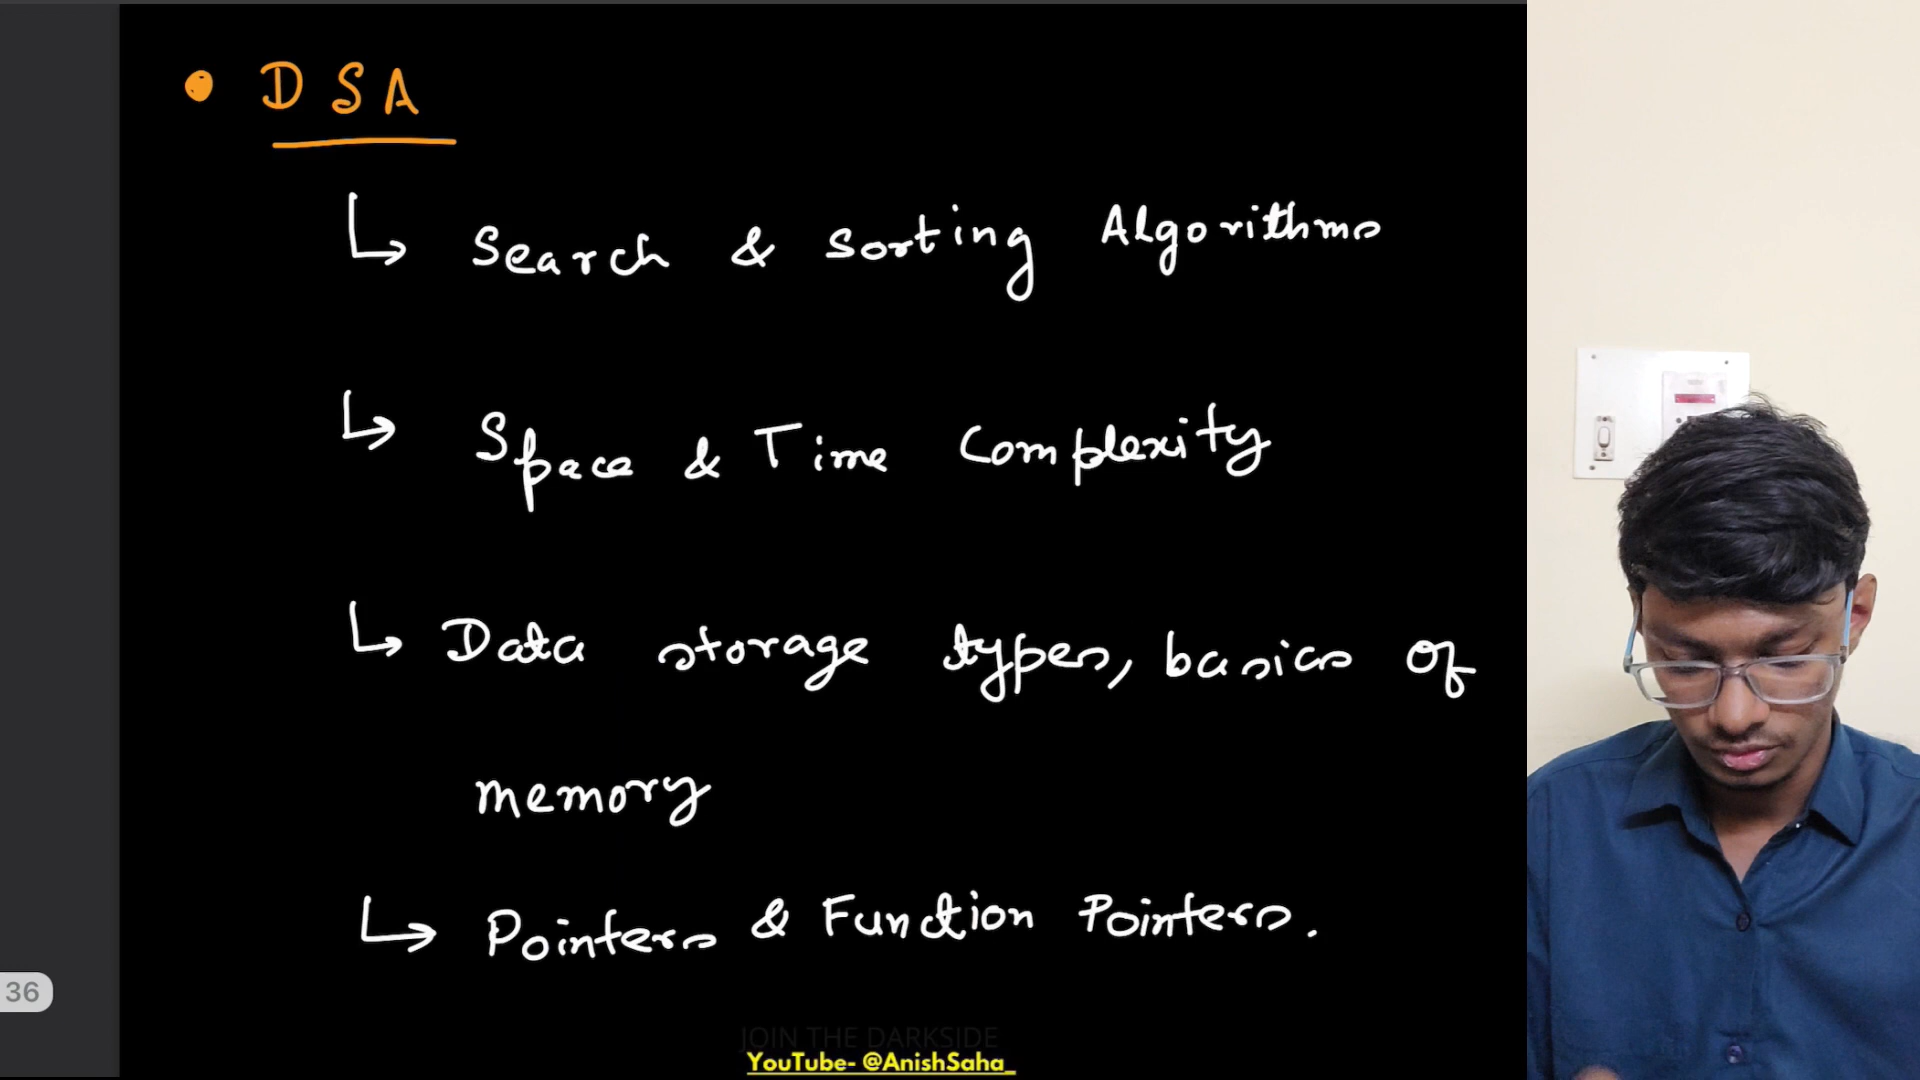 • DSA
↳ Search & Sorting Algorithms
↳ Space & Time Complexity
↳ Data storage types, basics of
memory
↳ Pointers & Function Pointers.
36
JOIN THE DARKSIDE
YouTube- @AnishSaha_